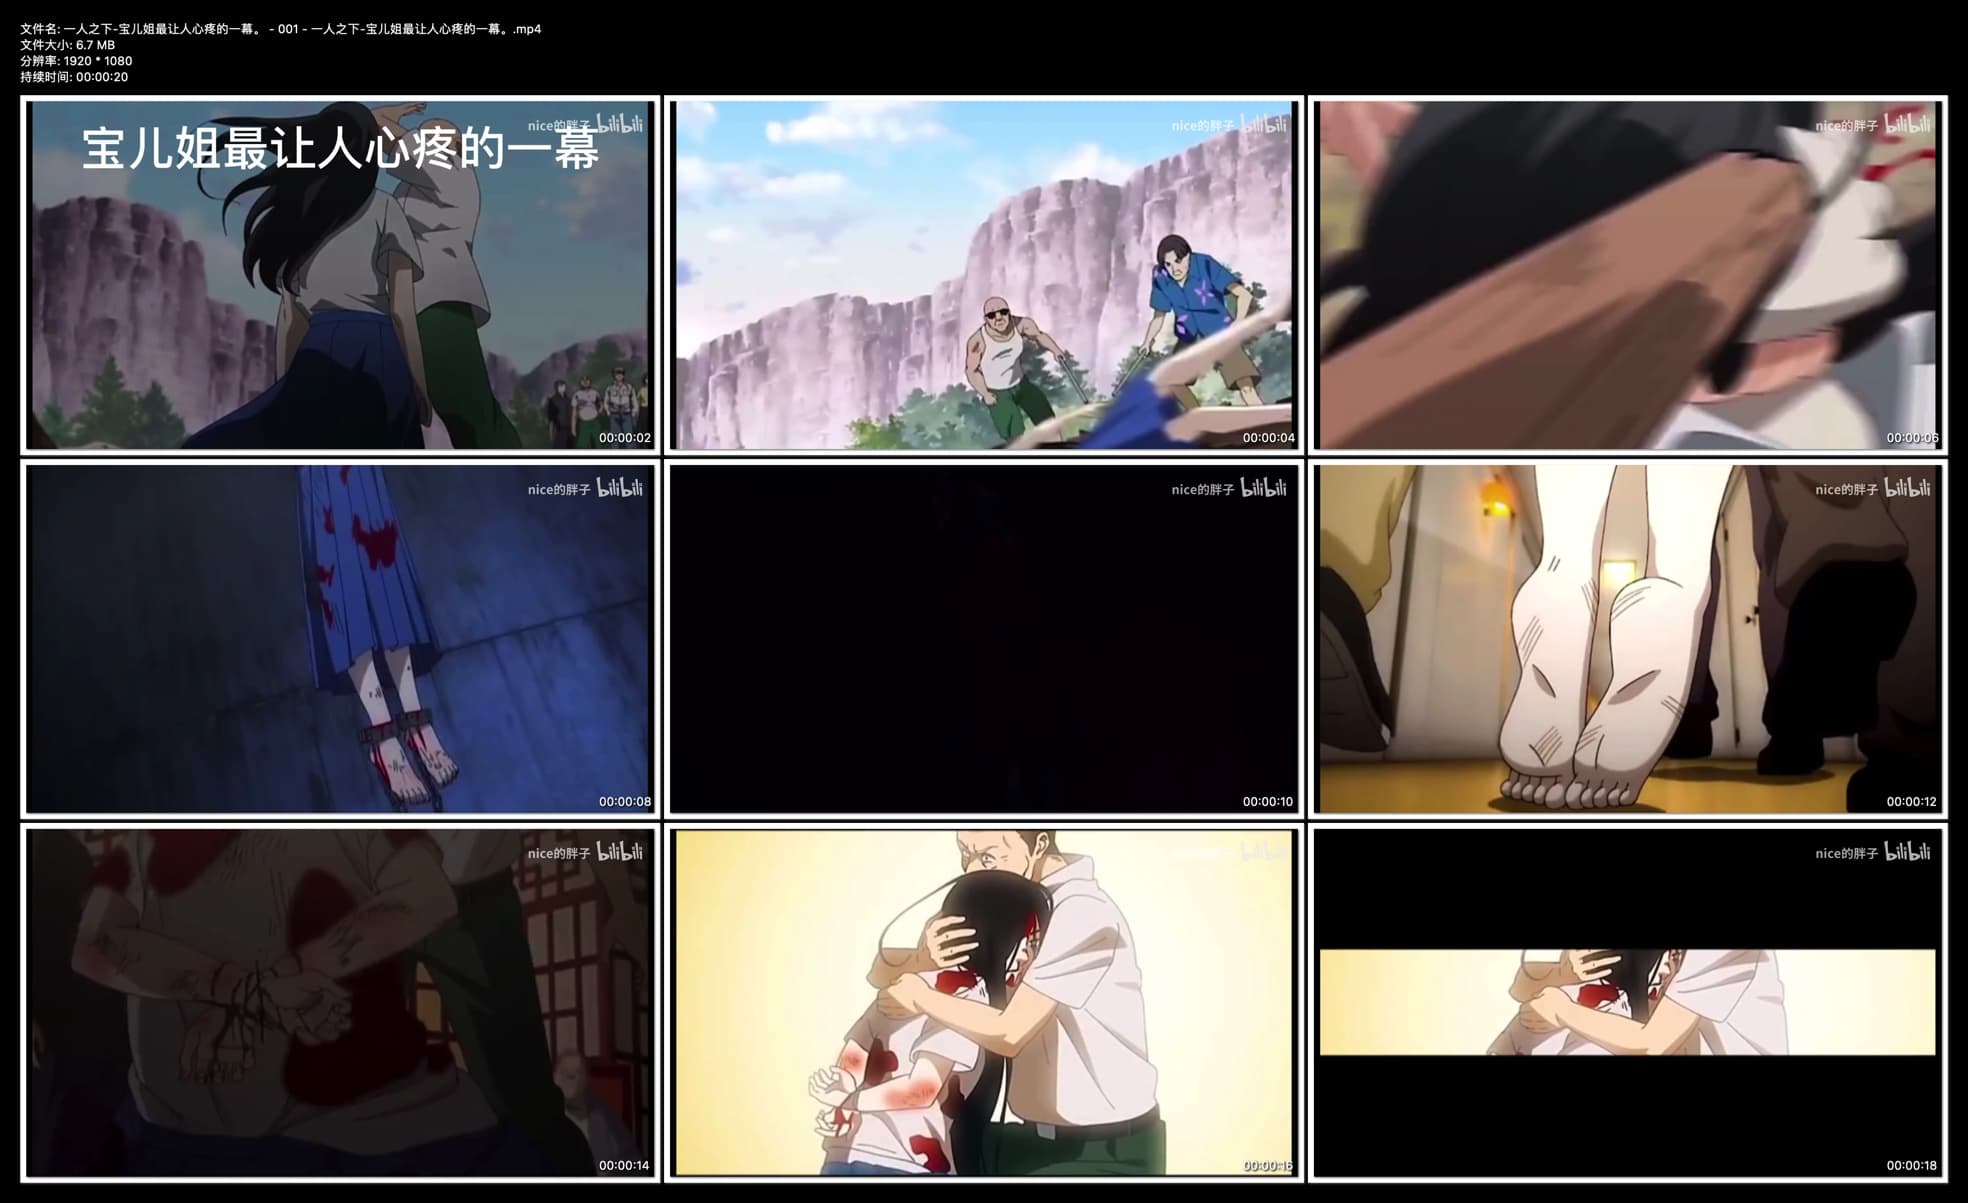 文件名: 一人之下-宝儿姐最让人心疼的一幕。 - 001 - 一人之下-宝儿姐最让人心疼的一幕。.mp4
文件大小: 6.7 MB
分辨率: 1920 * 1080
持续时间: 00:00:20
nice的胖子 bilibili
宝儿姐最让人心疼的一幕
00:00:02
nice的胖子 bilibili
00:00:04
nice的胖子 bilibili
00:00:06
nice的胖子 bilibili
00:00:08
nice的胖子 bilibili
00:00:10
nice的胖子 bilibili
00:00:12
nice的胖子 bilibili
00:00:14
bilibili
00:00:16
nice的胖子 bilibili
00:00:18